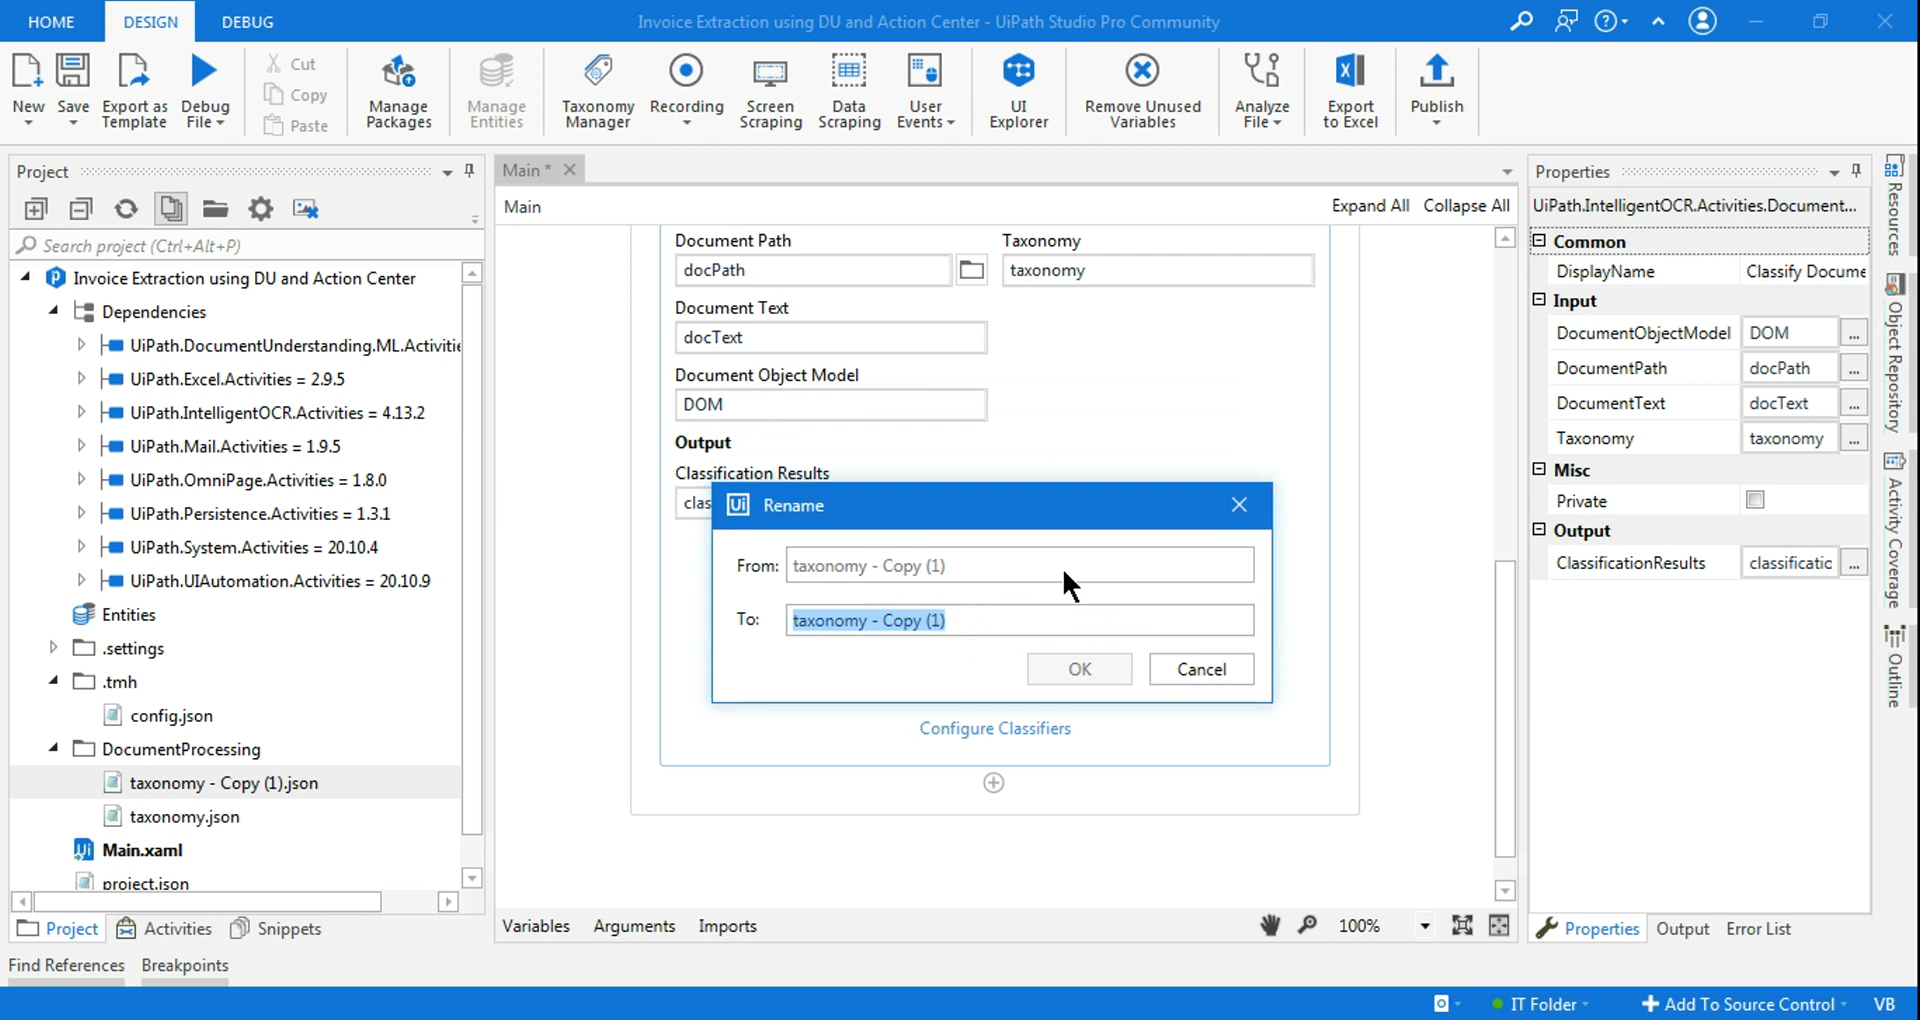 HOME DESIGN DEBUG Invoice Extraction using DU and Action Center - UiPath Studio Pro Community
New
Save
Export as
Template
Debug
File
Cut
Copy
Paste
Manage
Packages
Manage
Entities
Taxonomy
Manager
Recording
Screen
Scraping
Data
Scraping
User
Events
UI
Explorer
Remove Unused
Variables
Analyze
File
Export
to Excel
Publish
Project
Search project (Ctrl+Alt+P)
Invoice Extraction using DU and Action Center
Dependencies
UiPath.DocumentUnderstanding.ML.Activitie
UiPath.Excel.Activities = 2.9.5
UiPath.IntelligentOCR.Activities = 4.13.2
UiPath.Mail.Activities = 1.9.5
UiPath.OmniPage.Activities = 1.8.0
UiPath.Persistence.Activities = 1.3.1
UiPath.System.Activities = 20.10.4
UiPath.UIAutomation.Activities = 20.10.9
Entities
.settings
.tmh
config.json
DocumentProcessing
taxonomy - Copy (1).json
taxonomy.json
Main.xaml
project.json
Project Activities Snippets
Find References Breakpoints
Main *
Main Expand All Collapse All
Document Path Taxonomy
docPath taxonomy
Document Text
docText
Document Object Model
DOM
Output
Classification Results
clas
Ui Rename
From: taxonomy - Copy (1)
To: taxonomy - Copy (1)
OK Cancel
Configure Classifiers
Variables Arguments Imports 100%
Properties
UiPath.IntelligentOCR.Activities.Document...
Common
DisplayName Classify Docume
Input
DocumentObjectModel DOM ...
DocumentPath docPath ...
DocumentText docText ...
Taxonomy taxonomy ...
Misc
Private
Output
ClassificationResults classificatic ...
Properties Output Error List
Resources
Object Repository
Activity Coverage
Outline
IT Folder Add To Source Control VB